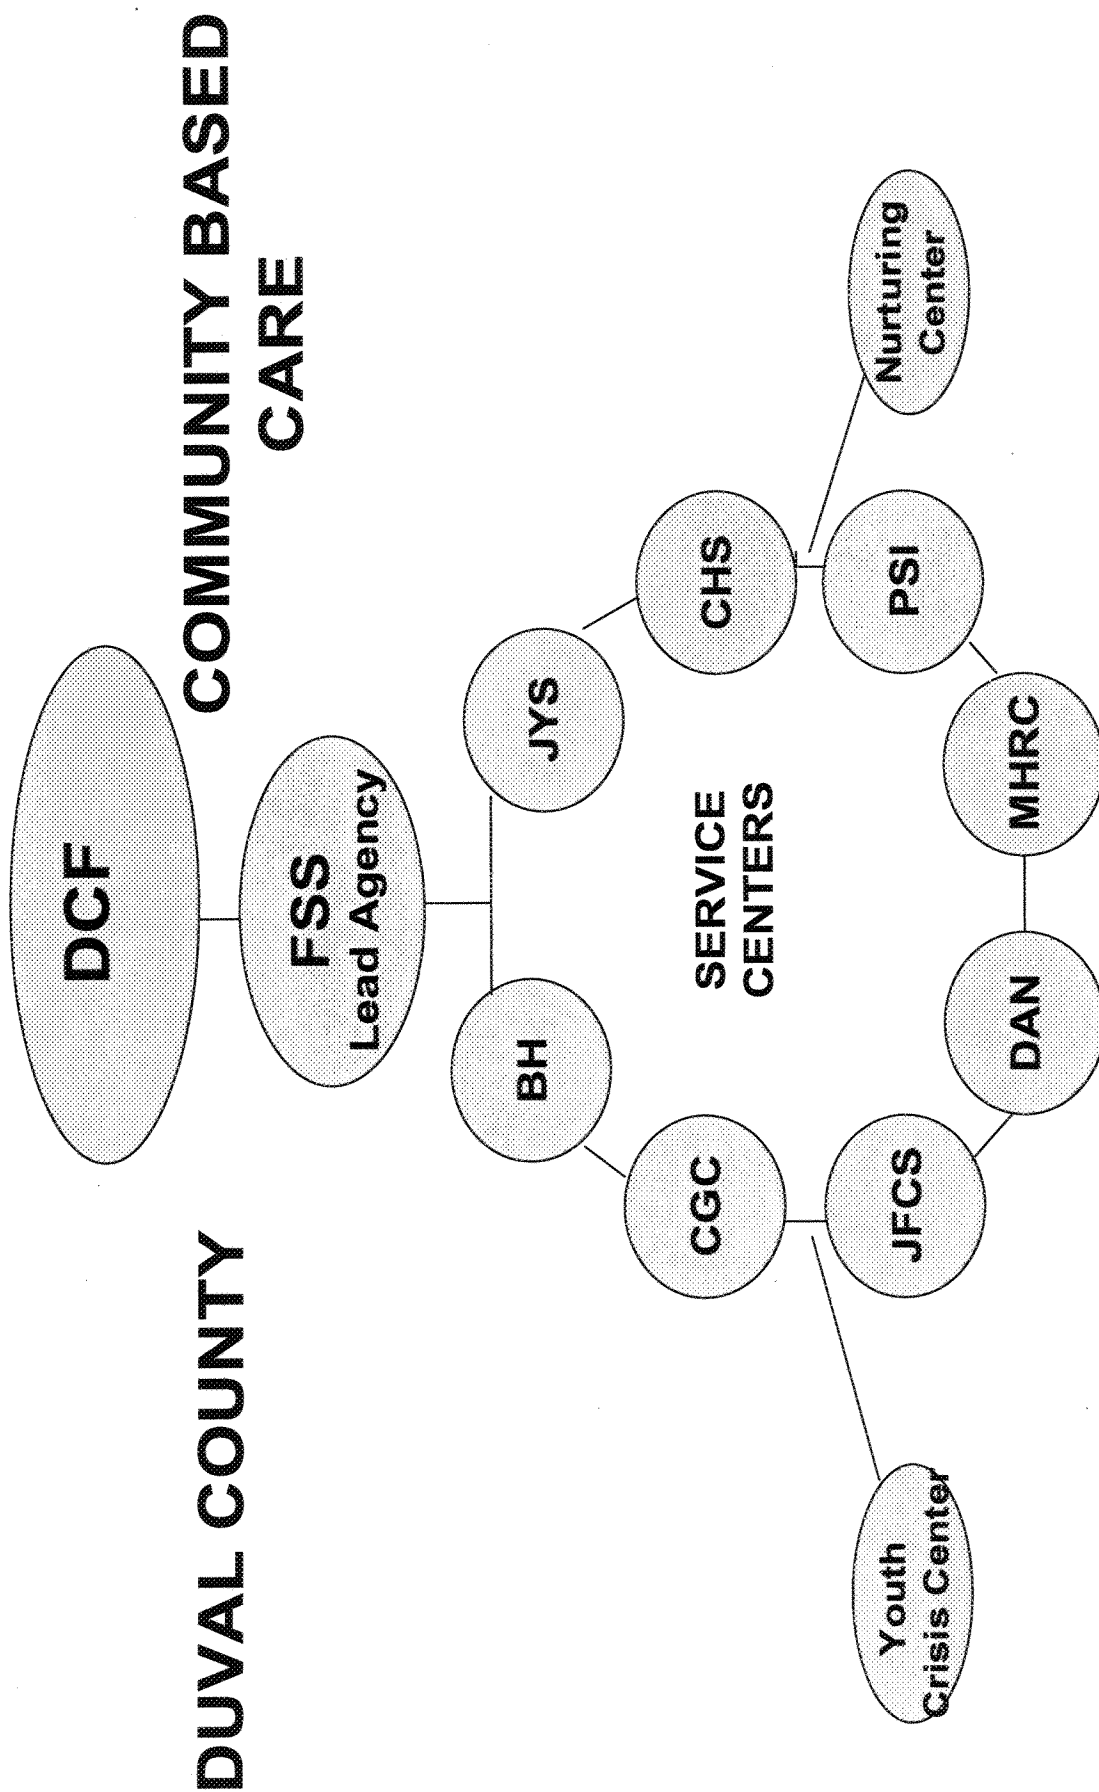 DCF
DUVAL COUNTY
COMMUNITY BASED
CARE
FSS
Lead Agency
BH
JYS
CGC
CHS
SERVICE
CENTERS
JFCS
PSI
Youth
Crisis Center
Nurturing
Center
DAN
MHRC